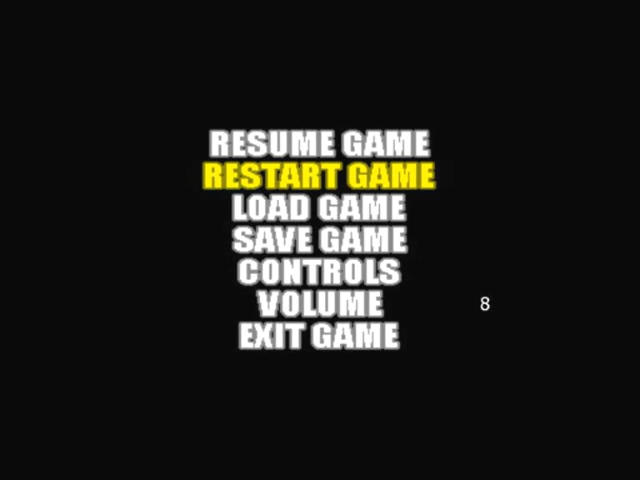 RESUME GAME
RESTART GAME
LOAD GAME
SAVE GAME
CONTROLS
VOLUME 8
EXIT GAME